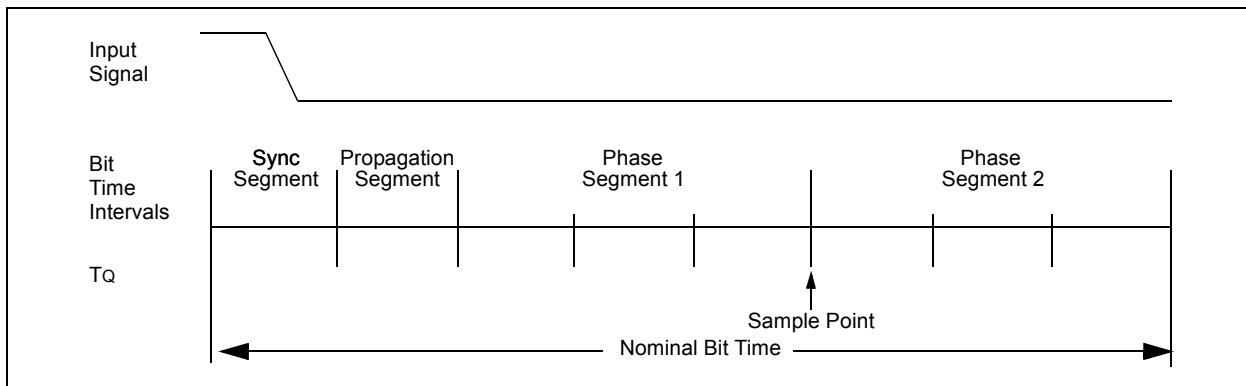 Input
Signal
Bit
Time
Intervals
Sync
Segment
Propagation
Segment
Phase
Segment 1
Phase
Segment 2
TQ
Sample Point
Nominal Bit Time